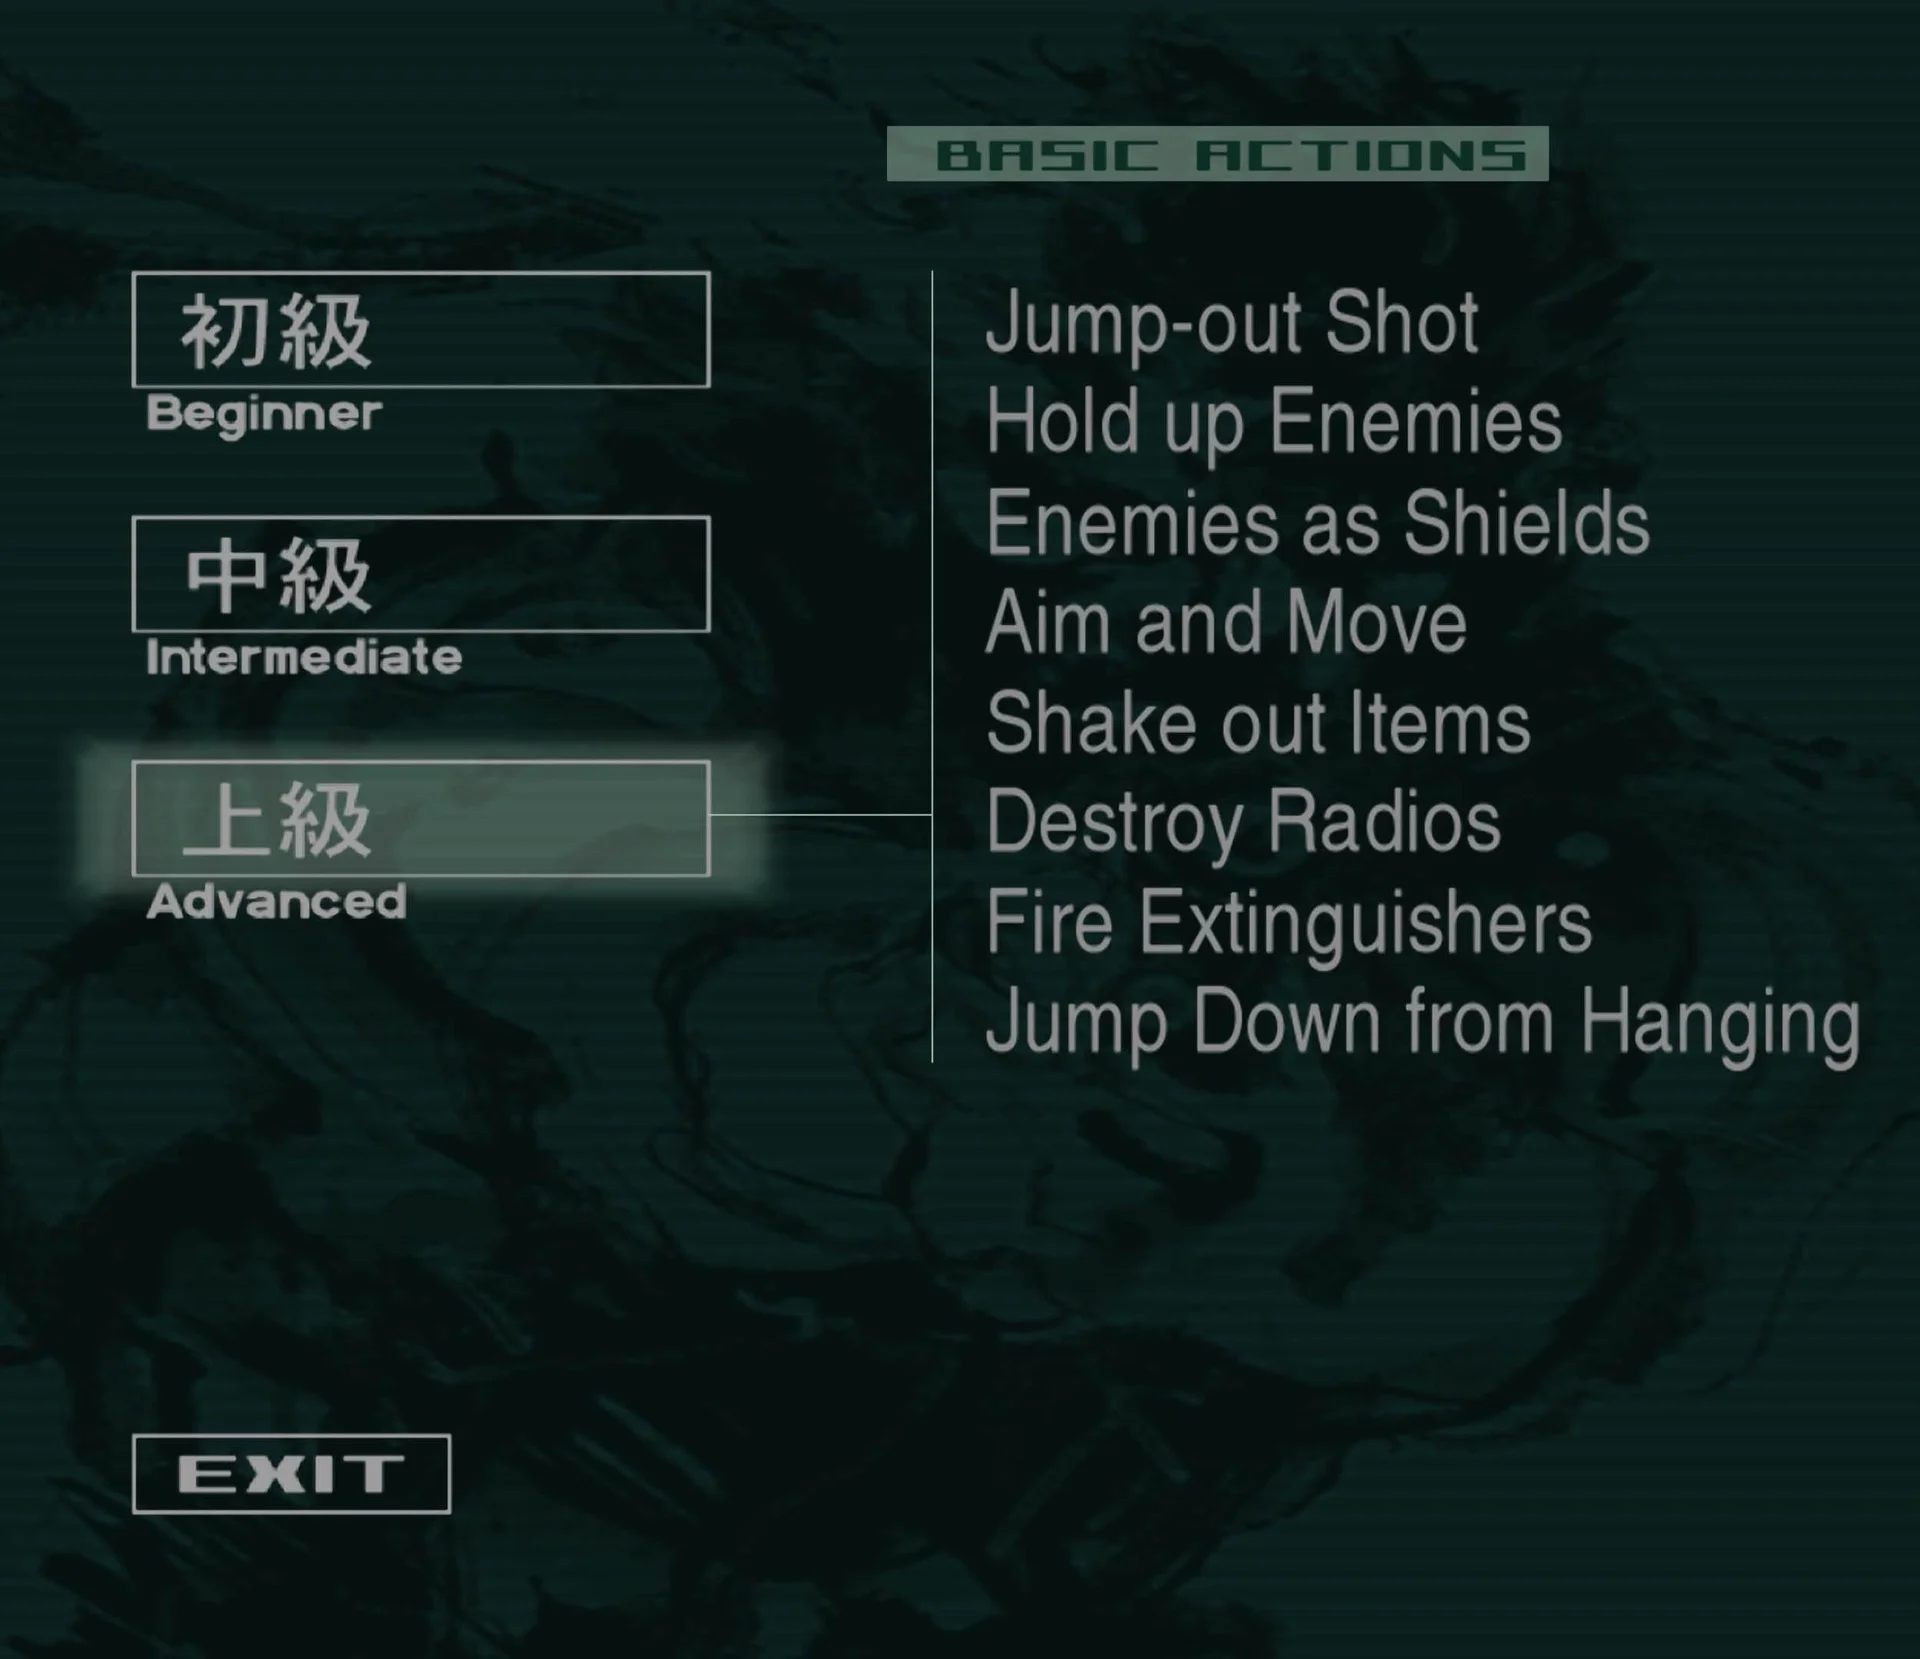 BASIC ACTIONS
初級
Beginner
中級
Intermediate
上級
Advanced
Jump-out Shot
Hold up Enemies
Enemies as Shields
Aim and Move
Shake out Items
Destroy Radios
Fire Extinguishers
Jump Down from Hanging
EXIT